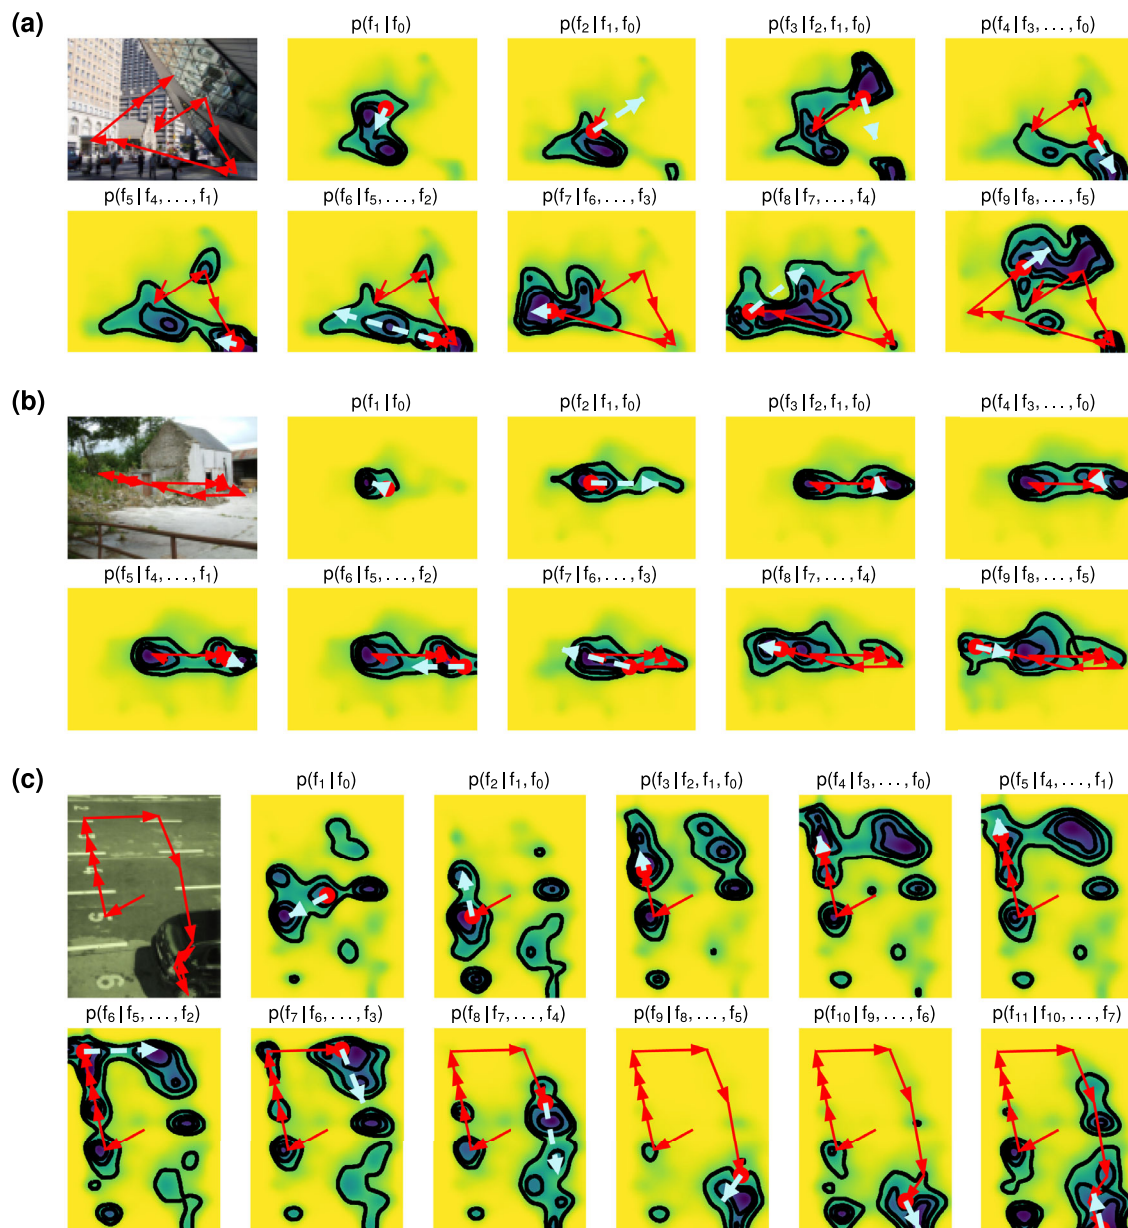 (a)
p(f₁ | f₀)
p(f₂ | f₁, f₀)
p(f₃ | f₂, f₁, f₀)
p(f₄ | f₃, . . . , f₀)
p(f₅ | f₄, . . . , f₁)
p(f₆ | f₅, . . . , f₂)
p(f₇ | f₆, . . . , f₃)
p(f₈ | f₇, . . . , f₄)
p(f₉ | f₈, . . . , f₅)
(b)
p(f₁ | f₀)
p(f₂ | f₁, f₀)
p(f₃ | f₂, f₁, f₀)
p(f₄ | f₃, . . . , f₀)
p(f₅ | f₄, . . . , f₁)
p(f₆ | f₅, . . . , f₂)
p(f₇ | f₆, . . . , f₃)
p(f₈ | f₇, . . . , f₄)
p(f₉ | f₈, . . . , f₅)
(c)
p(f₁ | f₀)
p(f₂ | f₁, f₀)
p(f₃ | f₂, f₁, f₀)
p(f₄ | f₃, . . . , f₀)
p(f₅ | f₄, . . . , f₁)
p(f₆ | f₅, . . . , f₂)
p(f₇ | f₆, . . . , f₃)
p(f₈ | f₇, . . . , f₄)
p(f₉ | f₈, . . . , f₅)
p(f₁₀ | f₉, . . . , f₆)
p(f₁₁ | f₁₀, . . . , f₇)